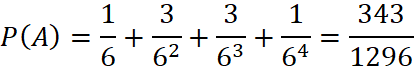 P(A) = 1/6 + 3/6² + 3/6³ + 1/6⁴ = 343/1296